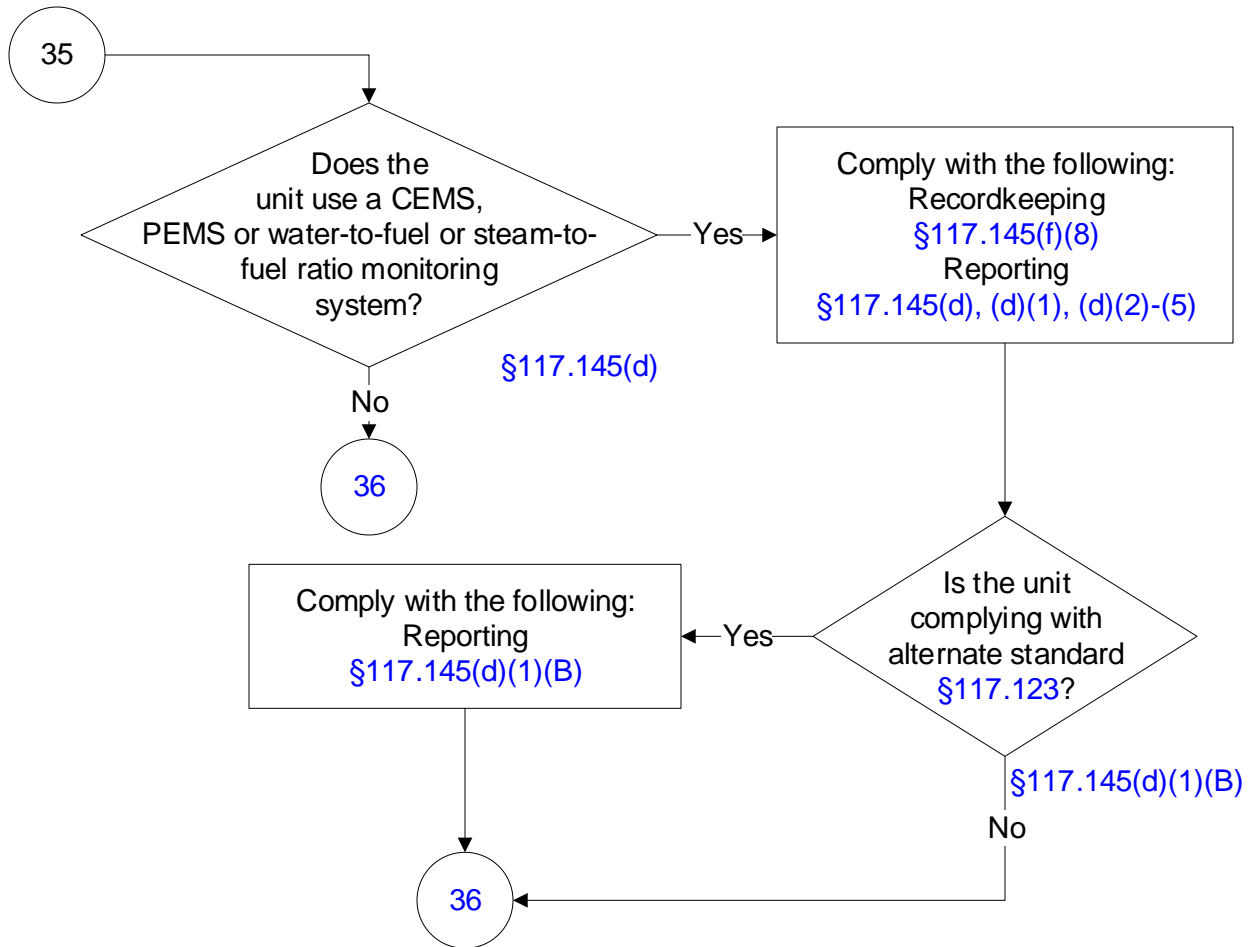 35
Does the
unit use a CEMS,
PEMS or water-to-fuel or steam-to-
fuel ratio monitoring
system?
Yes
Comply with the following:
Recordkeeping
§117.145(f)(8)
Reporting
§117.145(d), (d)(1), (d)(2)-(5)
§117.145(d)
No
36
Is the unit
complying with
alternate standard
§117.123?
Yes
Comply with the following:
Reporting
§117.145(d)(1)(B)
§117.145(d)(1)(B)
No
36